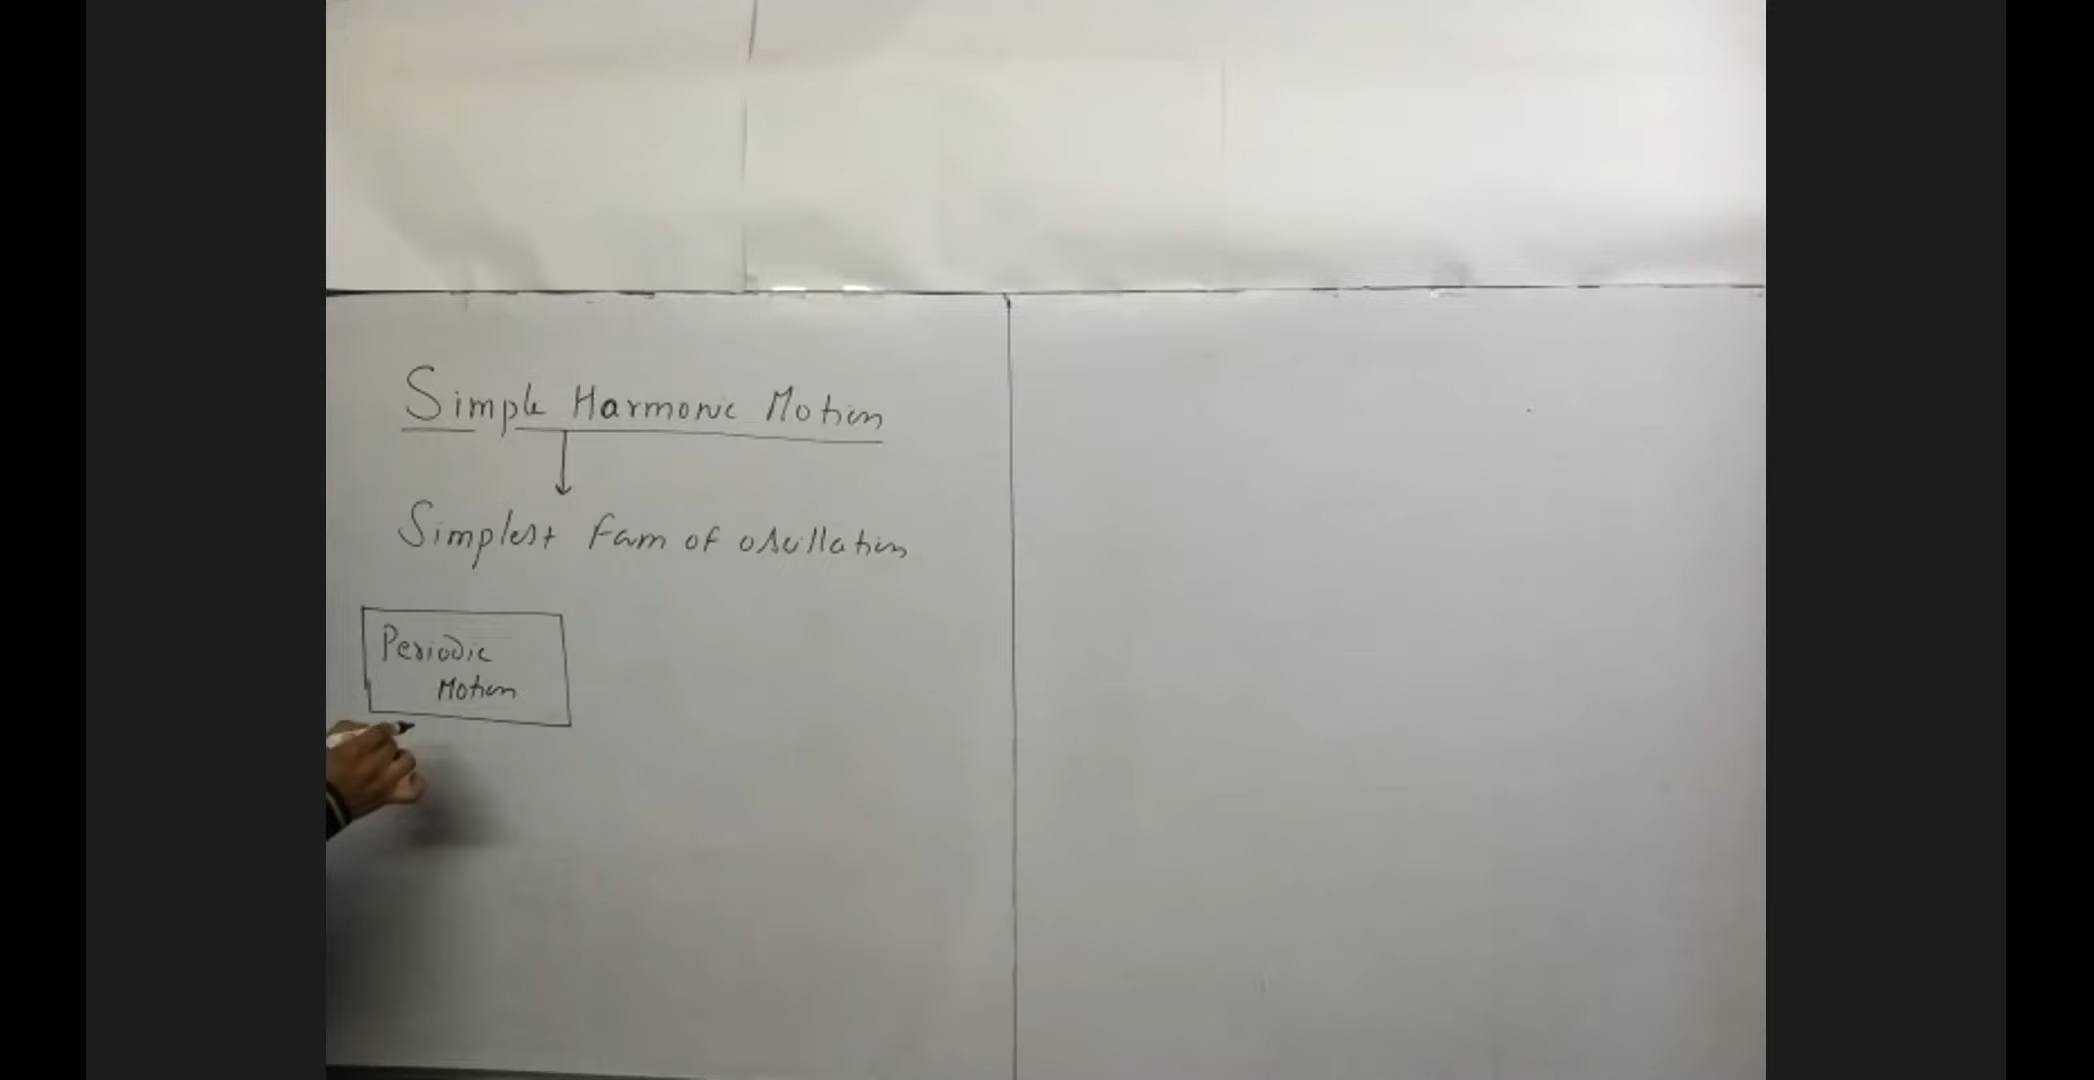 Simple Harmonic Motion
Simplest form of oscillation
Periodic
Motion